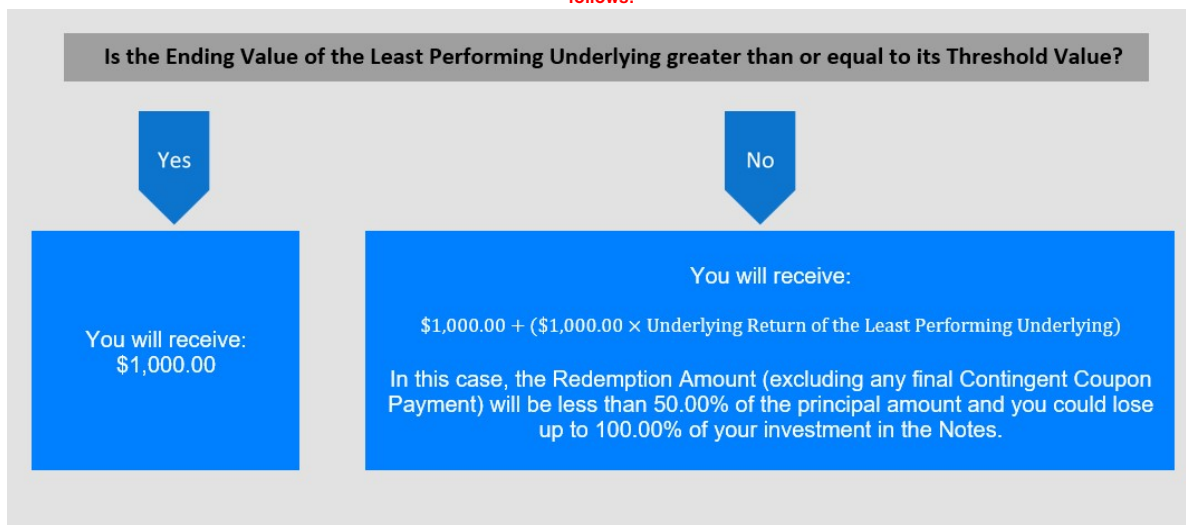 follows:
Is the Ending Value of the Least Performing Underlying greater than or equal to its Threshold Value?
Yes
No
You will receive:
$1,000.00
You will receive:
$1,000.00 + ($1,000.00 × Underlying Return of the Least Performing Underlying)
In this case, the Redemption Amount (excluding any final Contingent Coupon
Payment) will be less than 50.00% of the principal amount and you could lose
up to 100.00% of your investment in the Notes.